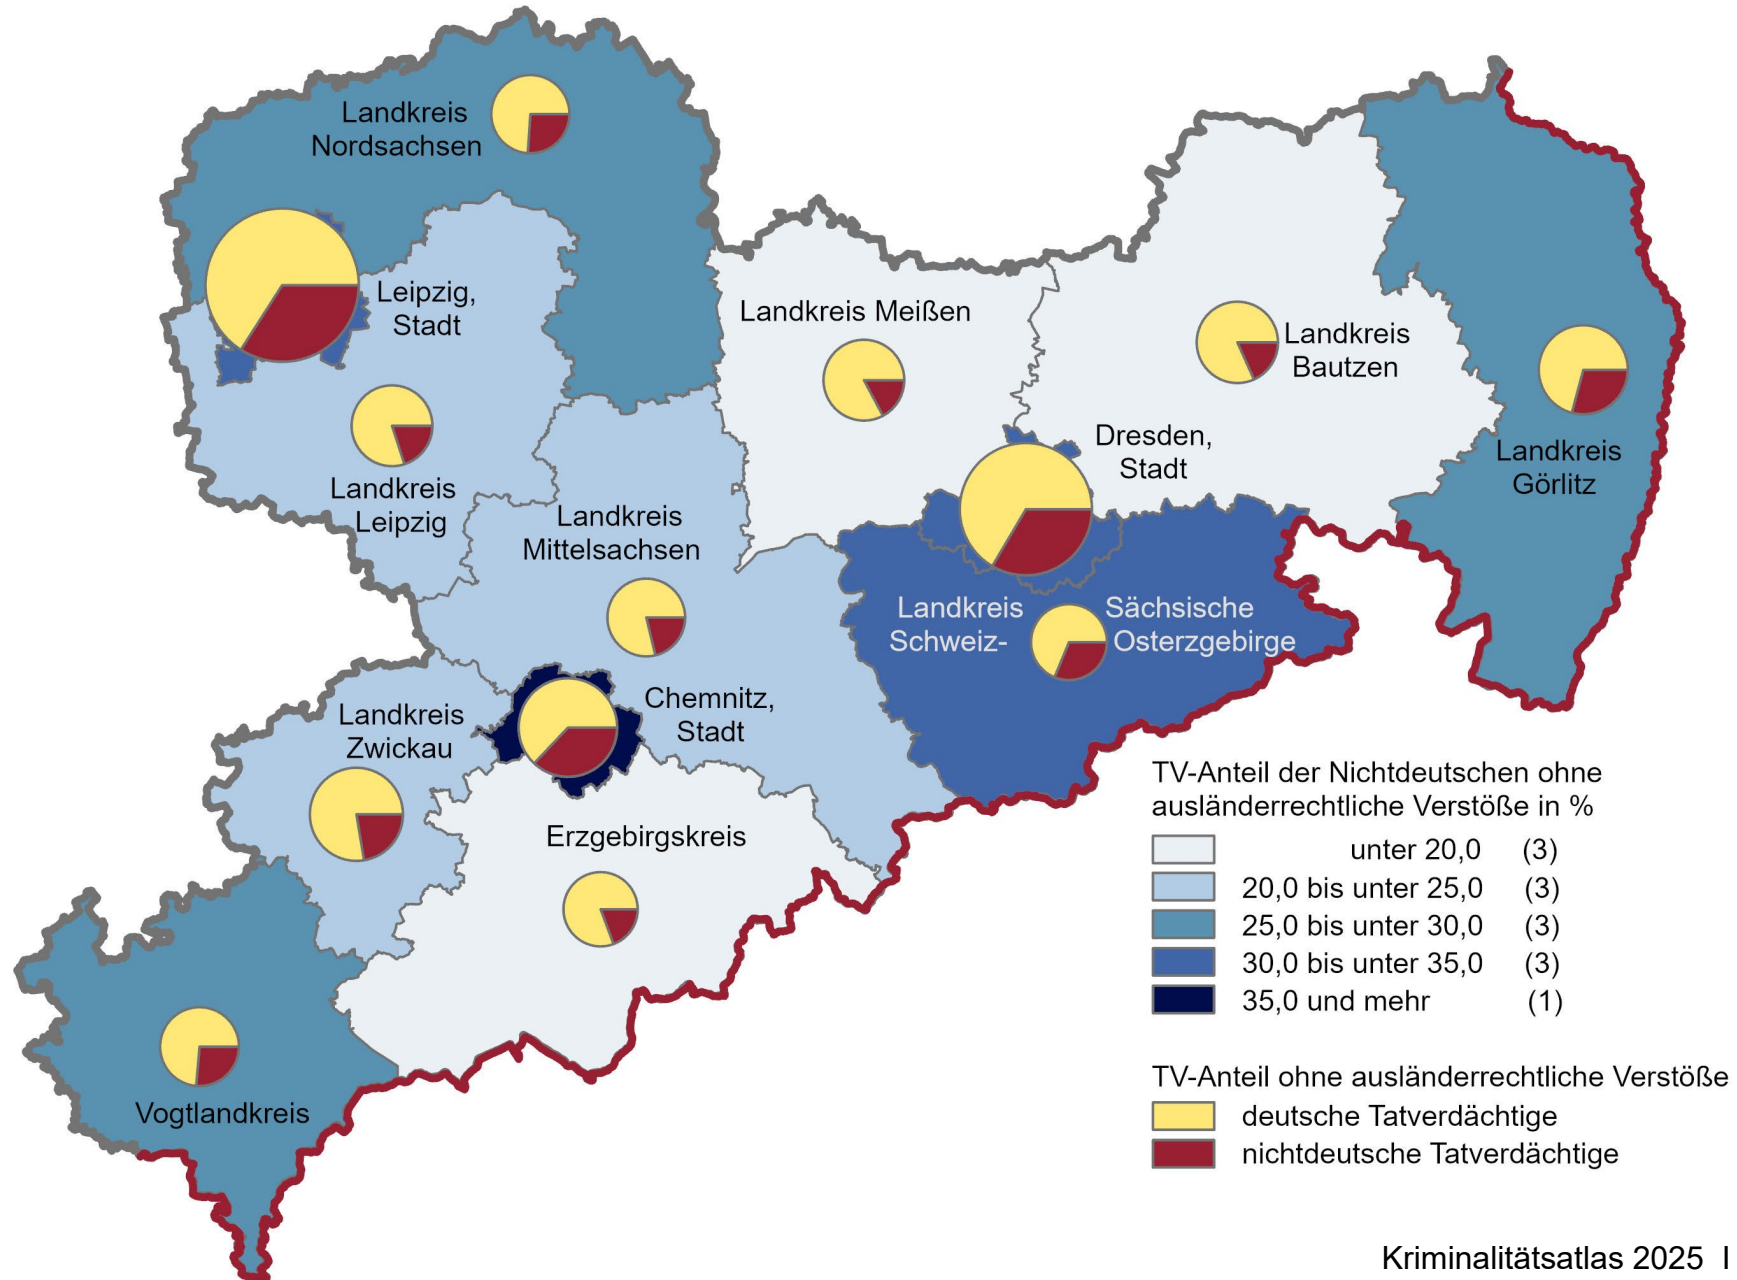 Landkreis
Nordsachsen
Leipzig,
Stadt
Landkreis Meißen
Landkreis
Bautzen
Dresden,
Stadt
Landkreis
Görlitz
Landkreis
Leipzig
Landkreis
Mittelsachsen
Landkreis Sächsische
Schweiz- Osterzgebirge
Landkreis
Zwickau
Chemnitz,
Stadt
Erzgebirgskreis
Vogtlandkreis
TV-Anteil der Nichtdeutschen ohne
ausländerrechtliche Verstöße in %
unter 20,0 (3)
20,0 bis unter 25,0 (3)
25,0 bis unter 30,0 (3)
30,0 bis unter 35,0 (3)
35,0 und mehr (1)
TV-Anteil ohne ausländerrechtliche Verstöße
deutsche Tatverdächtige
nichtdeutsche Tatverdächtige
Kriminalitätsatlas 2025 I